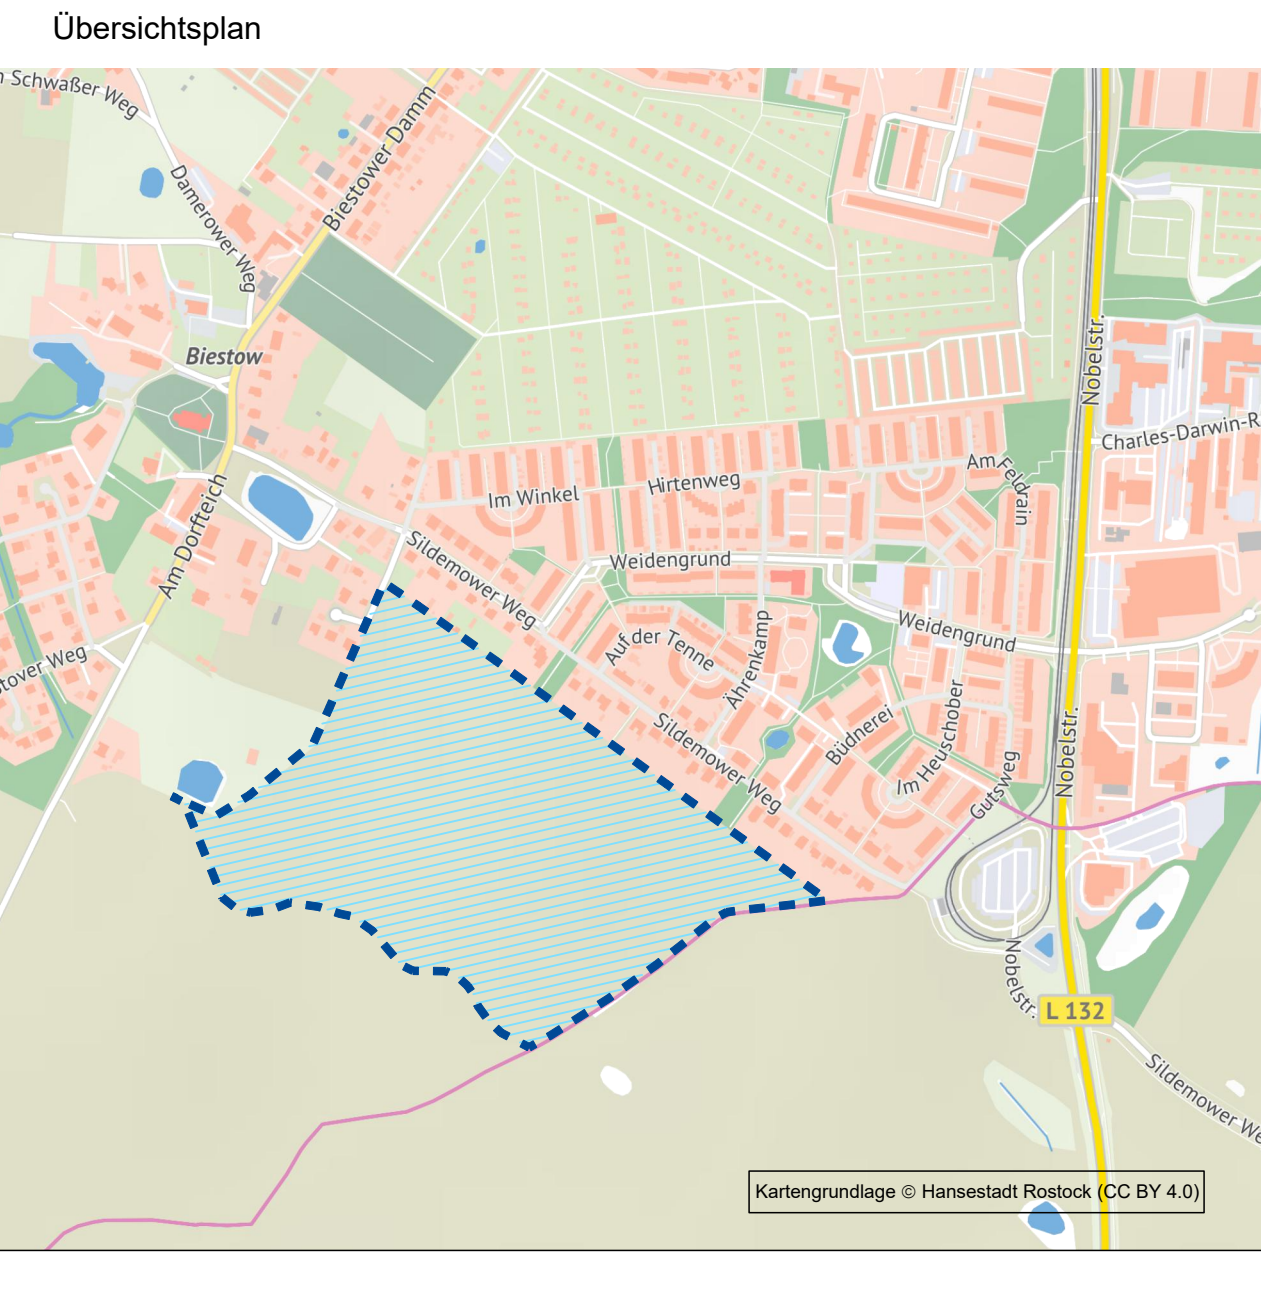 Übersichtsplan
Schwaßer Weg
Biestower Damm
Damerower Weg
Nobelstr.
Biestow
Charles-Darwin-R
Am Feldrain
Hirtenweg
Im Winkel
Am Dorfteich
Sildemower Weg
Weidengrund
Weidengrund
Auf der Tenne
Ährenkamp
tover Weg
Sildemower Weg
Büdnerei
Im Heuschober
Nobelstr.
Gutsweg
Nobelstr.
L 132
Sildemower We
Kartengrundlage © Hansestadt Rostock (CC BY 4.0)